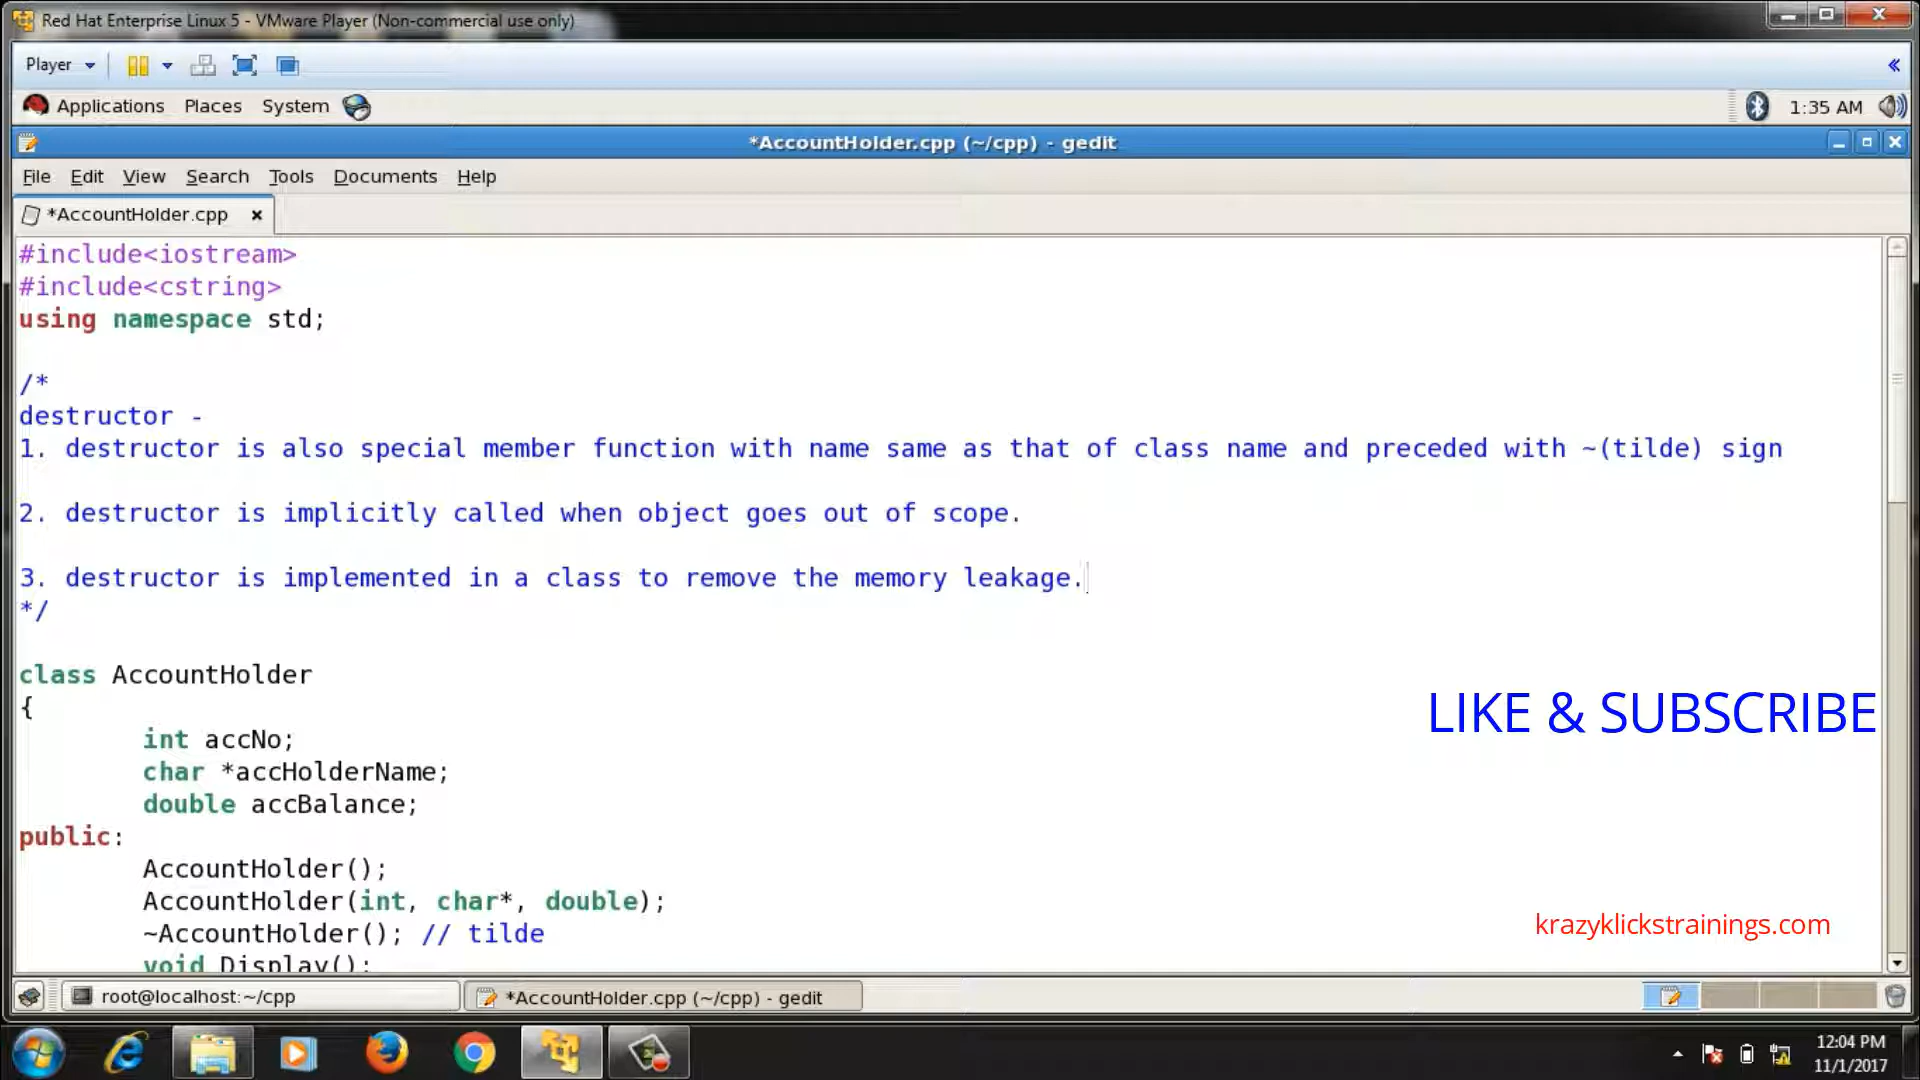 Red Hat Enterprise Linux 5 - VMware Player (Non-commercial use only)
Player
Applications Places System 1:35 AM
*AccountHolder.cpp (~/cpp) - gedit
File Edit View Search Tools Documents Help
*AccountHolder.cpp
#include<iostream>
#include<cstring>
using namespace std;
/*
destructor -
1. destructor is also special member function with name same as that of class name and preceded with ~(tilde) sign
2. destructor is implicitly called when object goes out of scope.
3. destructor is implemented in a class to remove the memory leakage.
*/
class AccountHolder
{
int accNo;
char *accHolderName;
double accBalance;
public:
AccountHolder();
AccountHolder(int, char*, double);
~AccountHolder(); // tilde
void Display();
LIKE & SUBSCRIBE
krazyklickstrainings.com
root@localhost:~/cpp
*AccountHolder.cpp (~/cpp) - gedit
12:04 PM
11/1/2017